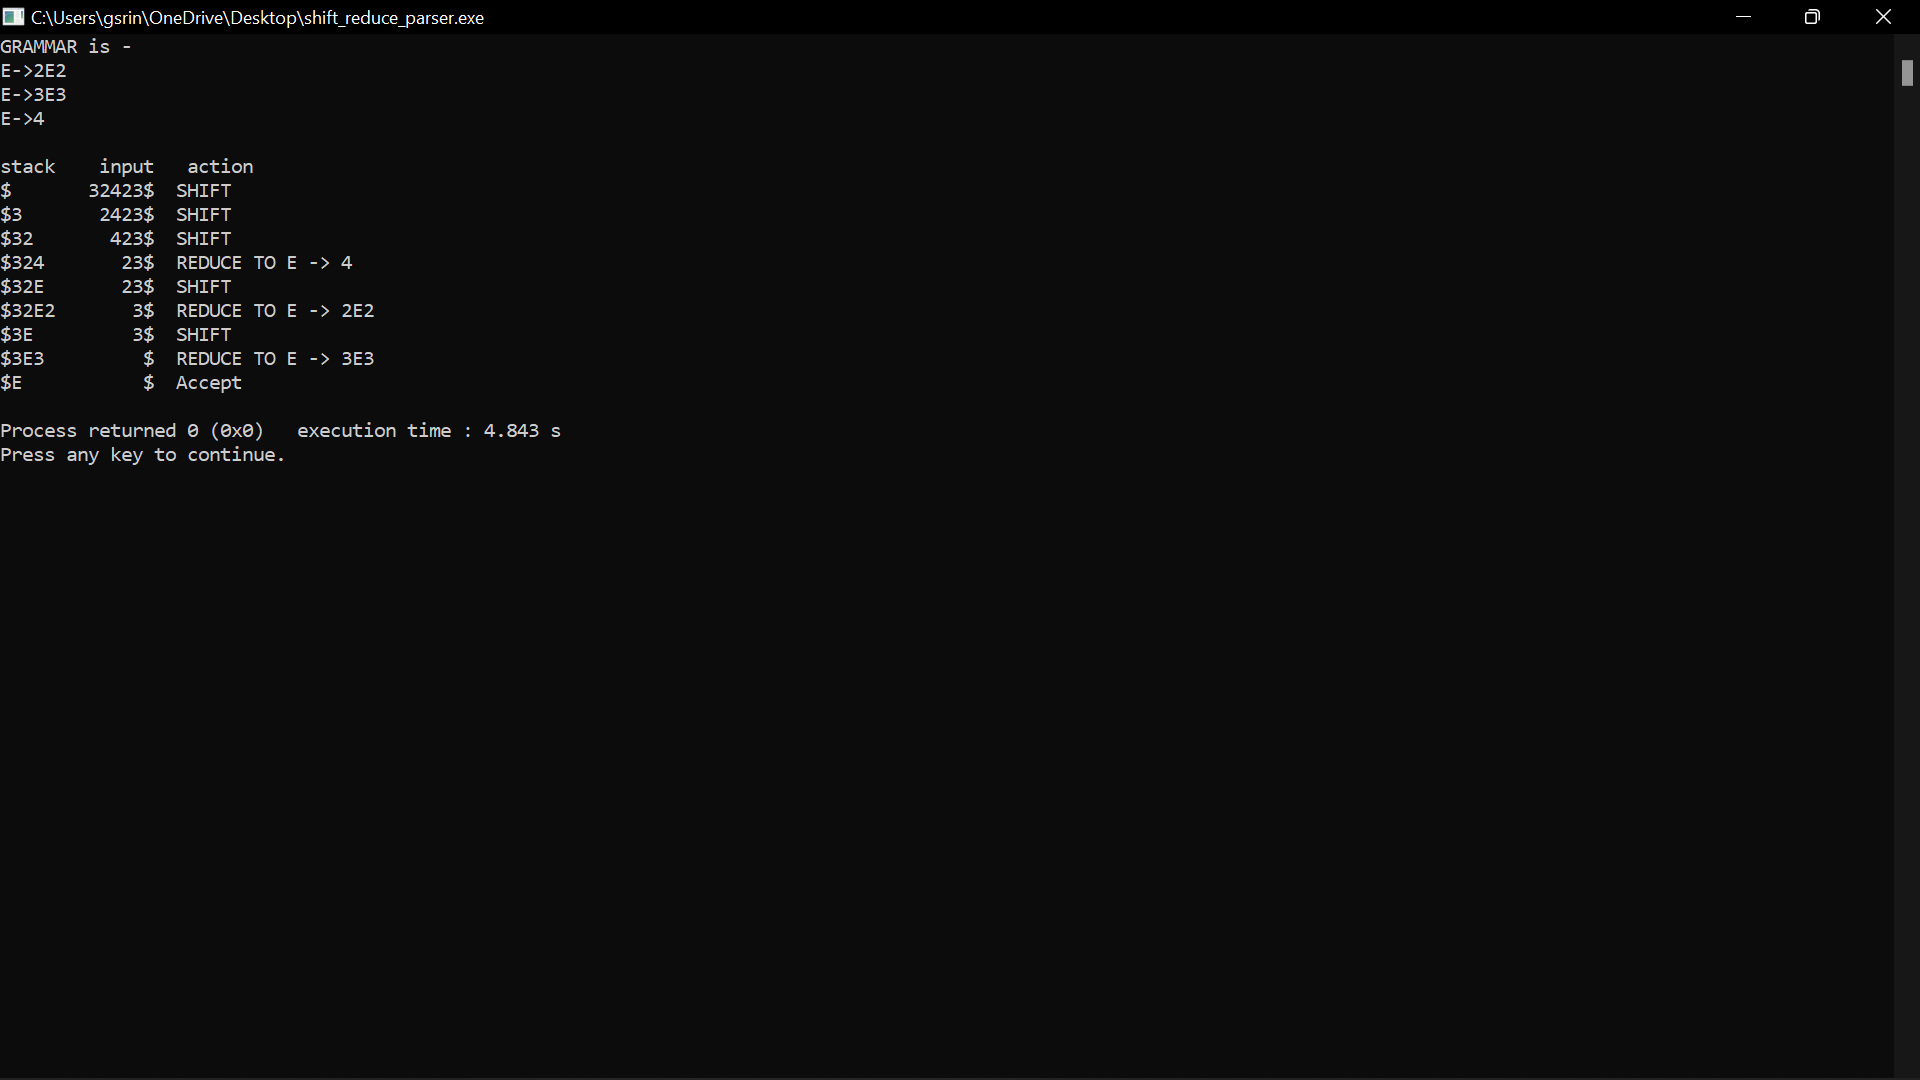 C:\Users\gsrin\OneDrive\Desktop\shift_reduce_parser.exe
GRAMMAR is -
E->2E2
E->3E3
E->4
stack    input   action
$       32423$  SHIFT
$3       2423$  SHIFT
$32       423$  SHIFT
$324       23$  REDUCE TO E -> 4
$32E       23$  SHIFT
$32E2       3$  REDUCE TO E -> 2E2
$3E         3$  SHIFT
$3E3         $  REDUCE TO E -> 3E3
$E           $  Accept
Process returned 0 (0x0)   execution time : 4.843 s
Press any key to continue.